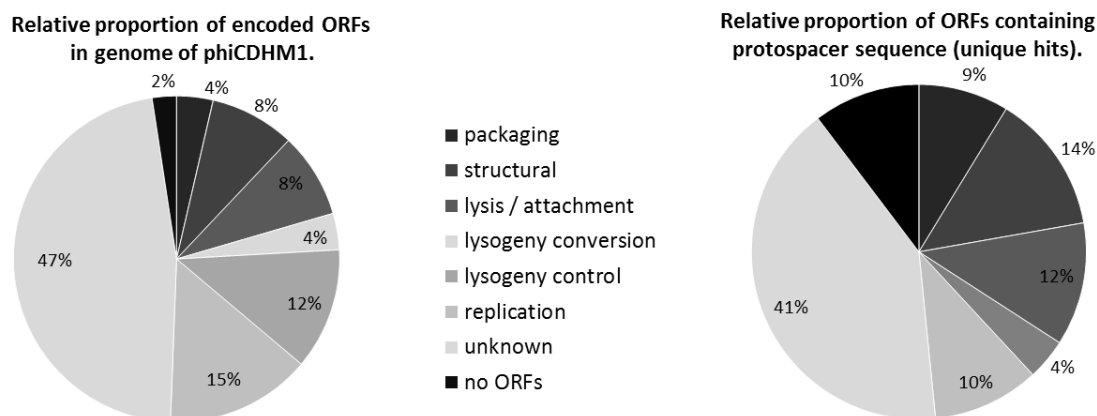 Relative proportion of encoded ORFs
in genome of phiCDHM1.
2%
4%
8%
8%
4%
12%
15%
47%
packaging
structural
lysis / attachment
lysogeny conversion
lysogeny control
replication
unknown
no ORFs
Relative proportion of ORFs containing
protospacer sequence (unique hits).
10%
9%
14%
12%
4%
10%
41%